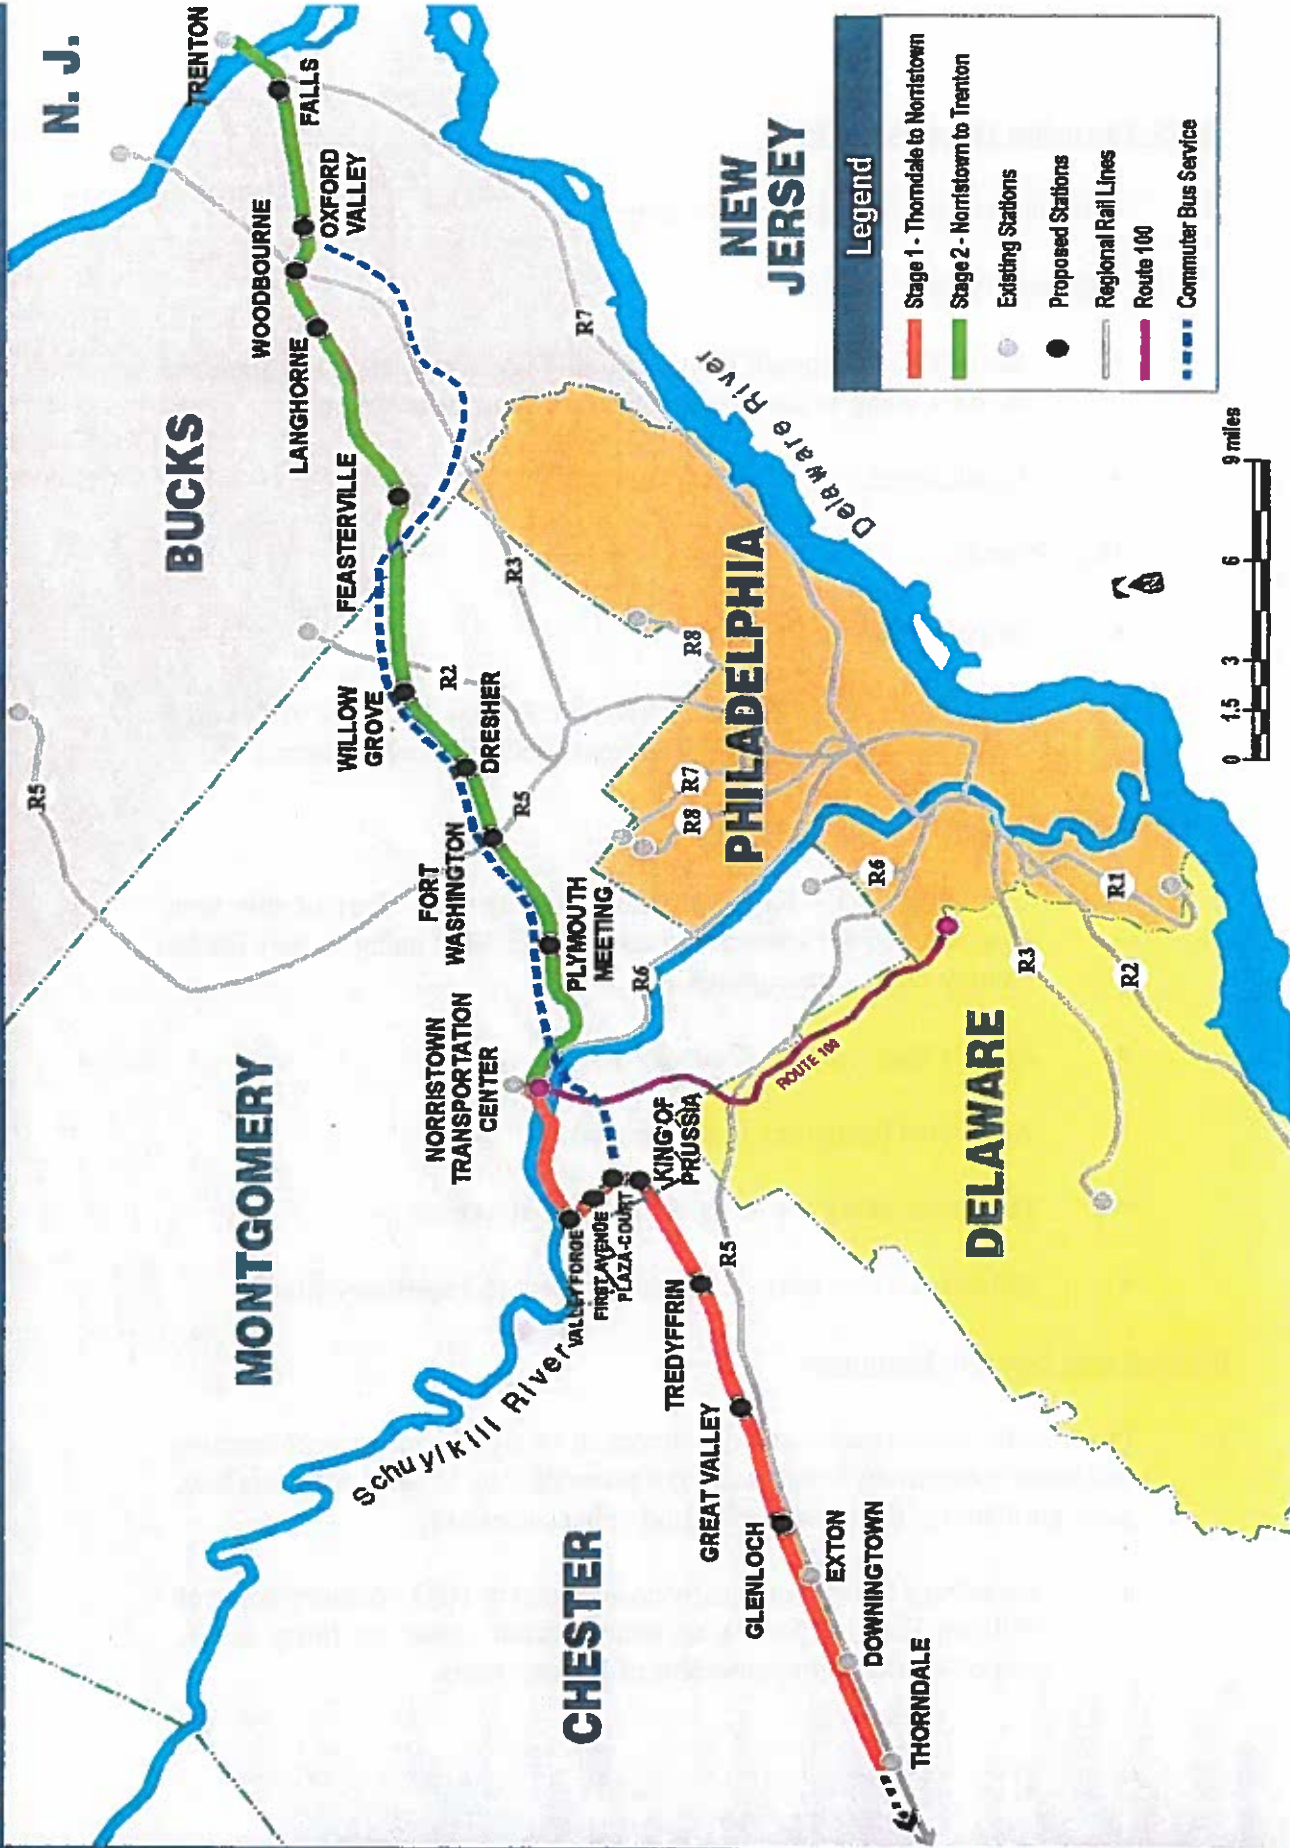 N. J.
TRENTON
FALLS
OXFORD
VALLEY
WOODBOURNE
LANGHORNE
BUCKS
FEASTERVILLE
WILLOW
GROVE
DRESHER
FORT
WASHINGTON
PLYMOUTH
MEETING
NORRISTOWN
TRANSPORTATION
CENTER
MONTGOMERY
KING OF
PRUSSIA
VALLEY FORGE
FIRST AVENUE
PLAZA-COURT
TREDYFFRIN
GREAT VALLEY
GLENLOCH
EXTON
DOWNINGTOWN
THORNDALE
CHESTER
Schuylkill River
DELAWARE
PHILADELPHIA
NEW
JERSEY
Delaware River
ROUTE 100
R5
R2
R3
R7
R8
R5
R7
R8
R6
R6
R1
R3
R2
R5
N
Legend
Stage 1 - Thorndale to Norristown
Stage 2 - Norristown to Trenton
Existing Stations
Proposed Stations
Regional Rail Lines
Route 100
Commuter Bus Service
0 1.5 3 6 9 miles